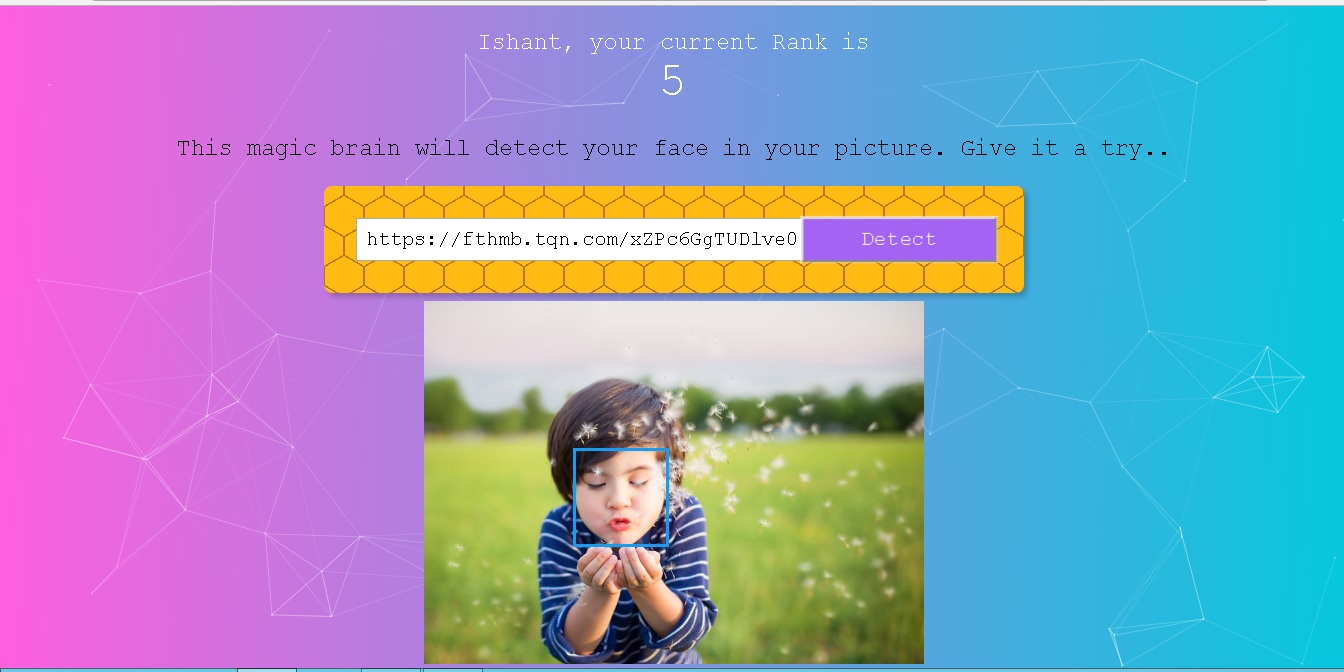 Ishant, your current Rank is
5
This magic brain will detect your face in your picture. Give it a try..
https://fthmb.tqn.com/xZPc6GgTUDlve0
Detect